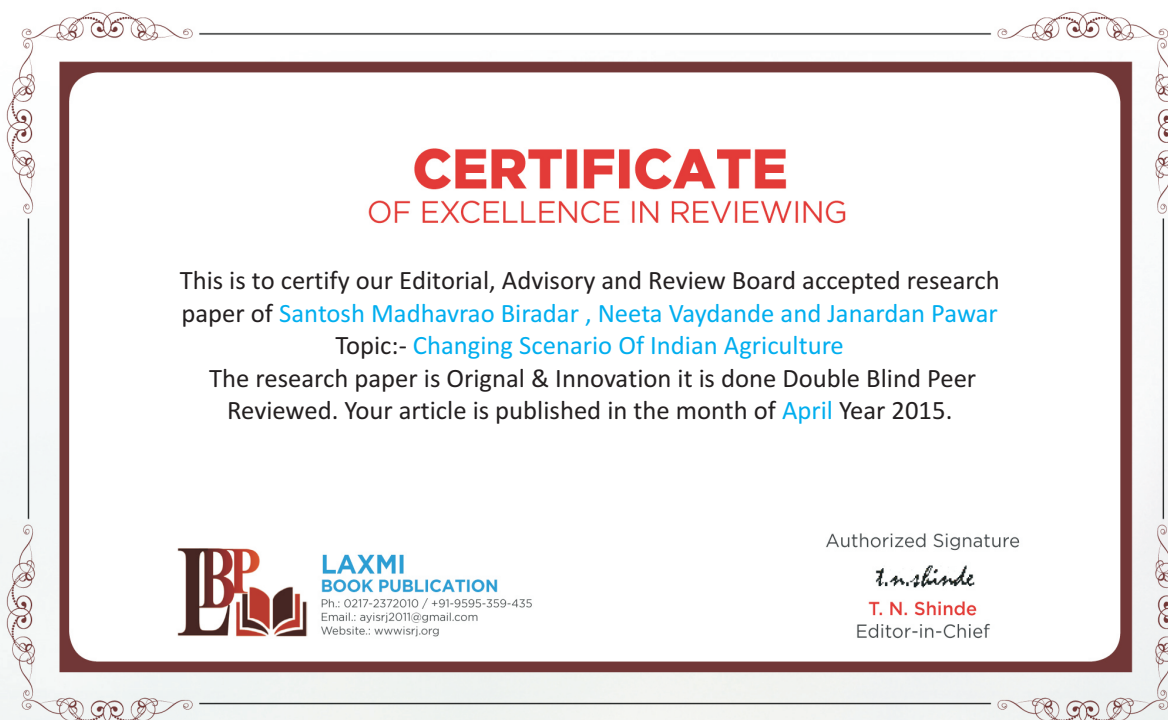 CERTIFICATE
OF EXCELLENCE IN REVIEWING
This is to certify our Editorial, Advisory and Review Board accepted research
paper of Santosh Madhavrao Biradar , Neeta Vaydande and Janardan Pawar
Topic:- Changing Scenario Of Indian Agriculture
The research paper is Orignal & Innovation it is done Double Blind Peer
Reviewed. Your article is published in the month of April Year 2015.
LBP
LAXMI
BOOK PUBLICATION
Ph.: 0217-2372010 / +91-9595-359-435
Email.: ayisrj2011@gmail.com
Website.: wwwisrj.org
Authorized Signature
t.n.shinde
T. N. Shinde
Editor-in-Chief